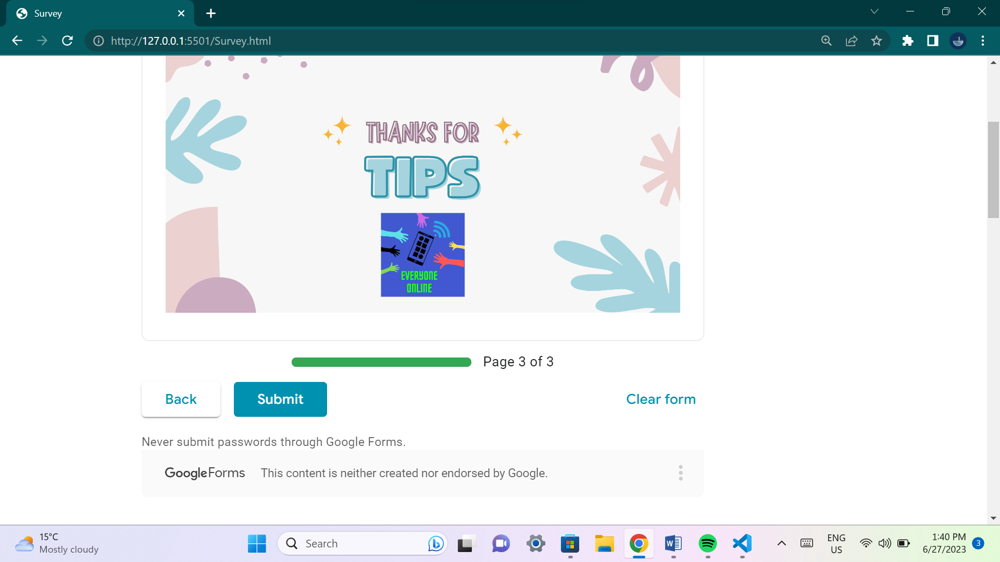 Survey
http://127.0.0.1:5501/Survey.html
THANKS FOR
TIPS
EVERYONE
ONLINE
Page 3 of 3
Back
Submit
Clear form
Never submit passwords through Google Forms.
Google Forms
This content is neither created nor endorsed by Google.
15°C
Mostly cloudy
Search
ENG
US
1:40 PM
6/27/2023
3